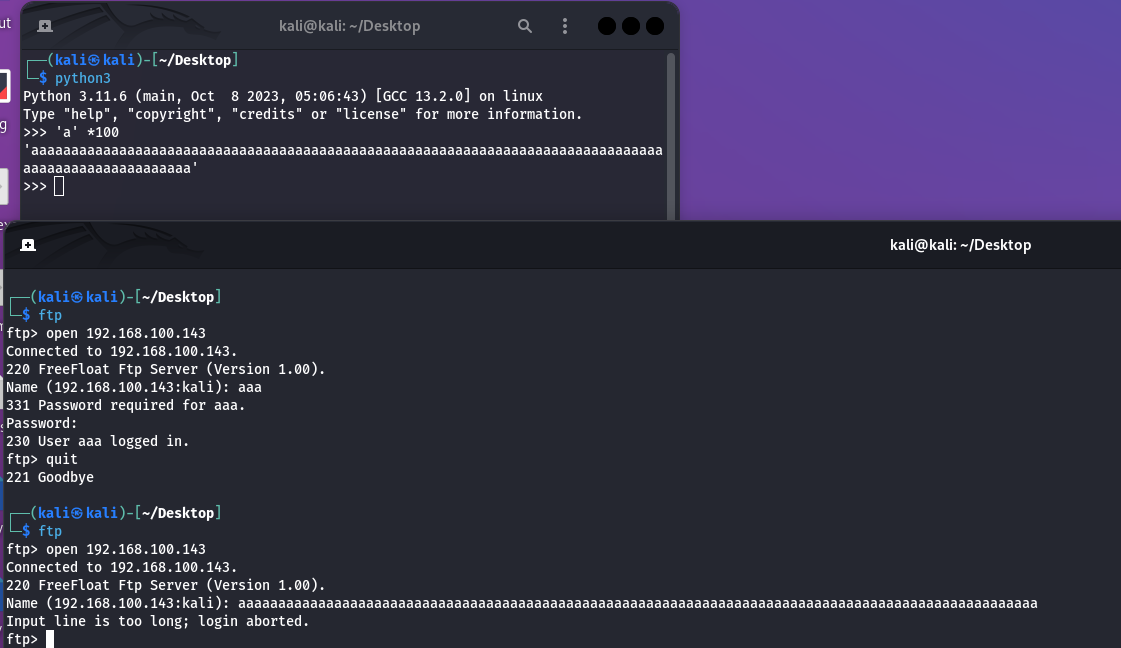 ut
kali@kali: ~/Desktop
┌──(kali㉿kali)-[~/Desktop]
└─$ python3
Python 3.11.6 (main, Oct  8 2023, 05:06:43) [GCC 13.2.0] on linux
Type "help", "copyright", "credits" or "license" for more information.
>>> 'a' *100
'aaaaaaaaaaaaaaaaaaaaaaaaaaaaaaaaaaaaaaaaaaaaaaaaaaaaaaaaaaaaaaaaaaaaaaaaaaaaaaa
aaaaaaaaaaaaaaaaaaaaa'
>>>
g
kali@kali: ~/Desktop
┌──(kali㉿kali)-[~/Desktop]
└─$ ftp
ftp> open 192.168.100.143
Connected to 192.168.100.143.
220 FreeFloat Ftp Server (Version 1.00).
Name (192.168.100.143:kali): aaa
331 Password required for aaa.
Password:
230 User aaa logged in.
ftp> quit
221 Goodbye
┌──(kali㉿kali)-[~/Desktop]
└─$ ftp
ftp> open 192.168.100.143
Connected to 192.168.100.143.
220 FreeFloat Ftp Server (Version 1.00).
Name (192.168.100.143:kali): aaaaaaaaaaaaaaaaaaaaaaaaaaaaaaaaaaaaaaaaaaaaaaaaaaaaaaaaaaaaaaaaaaaaaaaaaaaaaaaaaaaaaaaaaaaaaaaaaaaa
Input line is too long; login aborted.
ftp>